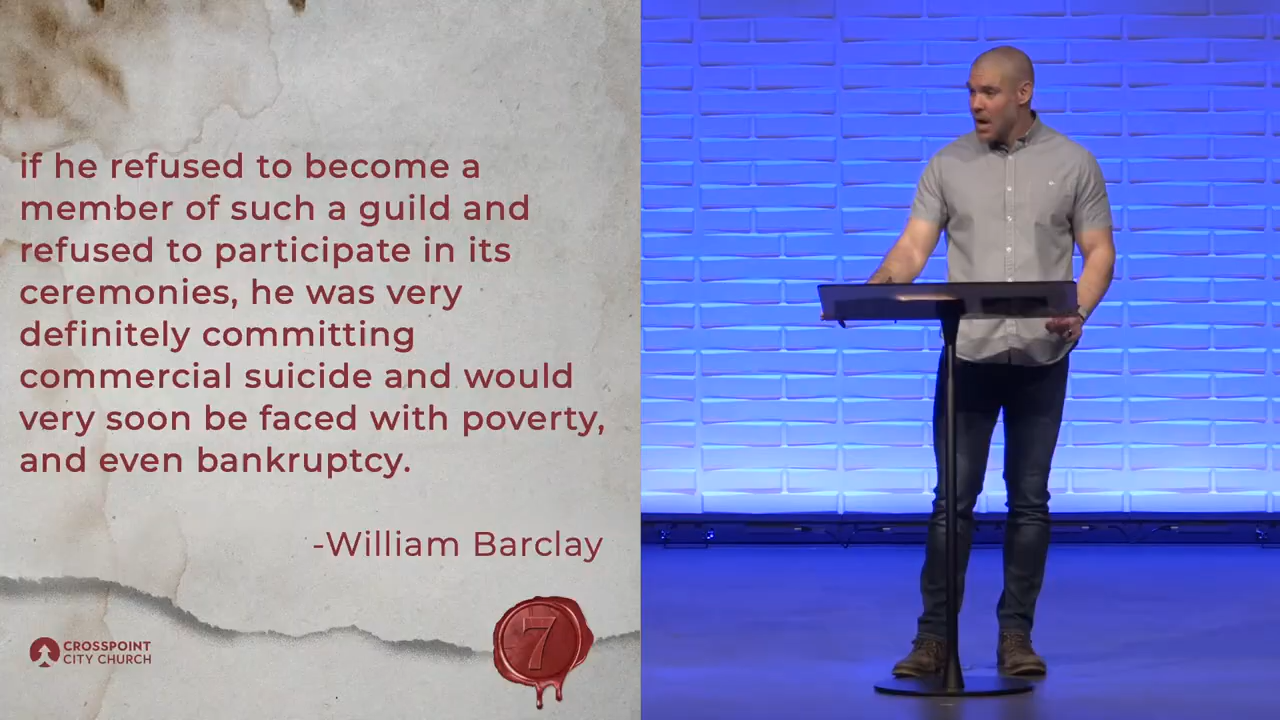 if he refused to become a
member of such a guild and
refused to participate in its
ceremonies, he was very
definitely committing
commercial suicide and would
very soon be faced with poverty,
and even bankruptcy.
-William Barclay
7
CROSSPOINT
CITY CHURCH